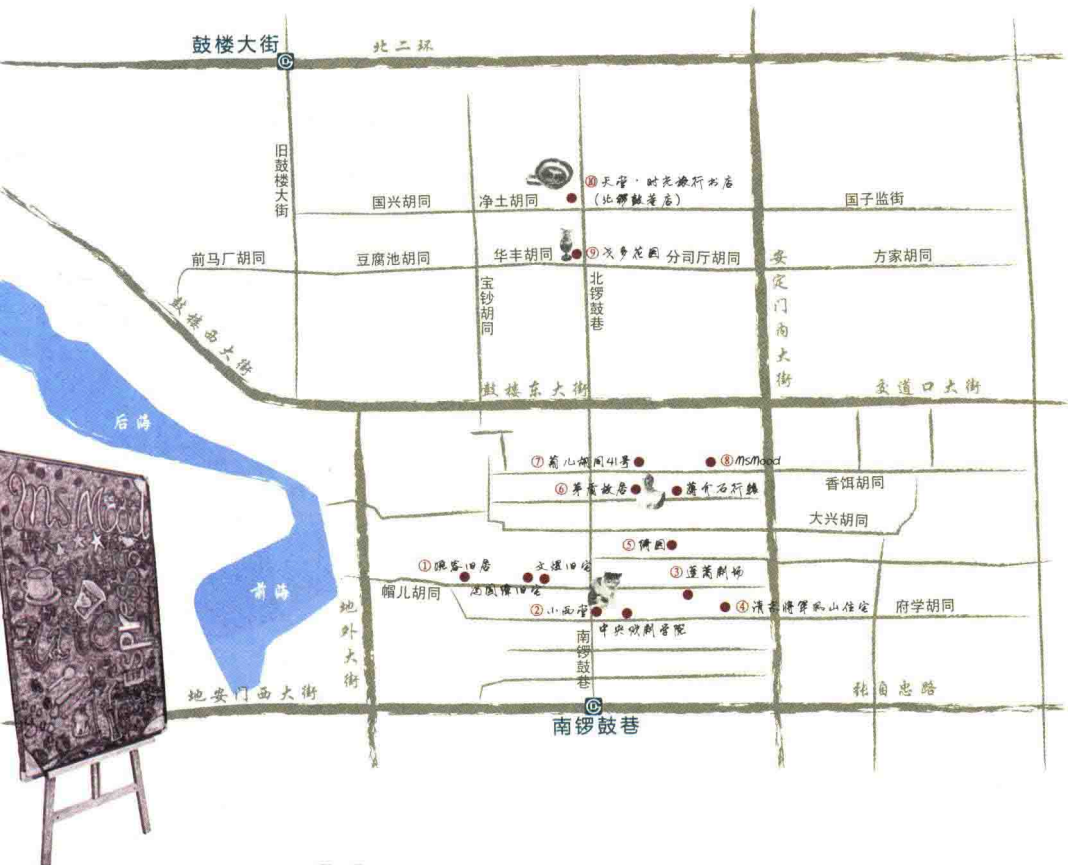 鼓楼大街
北二环
旧鼓楼大街
⑩天堂·时光旅行书店
(北锣鼓巷店)
国兴胡同
净土胡同
国子监街
前马厂胡同
豆腐池胡同
华丰胡同
⑨
花园
分司厅胡同
方家胡同
宝钞胡同
北锣鼓巷
安定门内大街
鼓楼西大街
鼓楼东大街
交道口大街
后海
⑦菊儿胡同41号
⑧MsMood
⑥茅盾故居
蒋介石行辕
香饵胡同
大兴胡同
⑤绮园
①婉容旧居
文煜旧宅
③蓬蒿剧场
冯国璋旧宅
前海
帽儿胡同
地外大街
②小西堂
④清末将军凤山住宅
府学胡同
中央戏剧学院
南锣鼓巷
地安门西大街
张自忠路
南锣鼓巷
MsMood